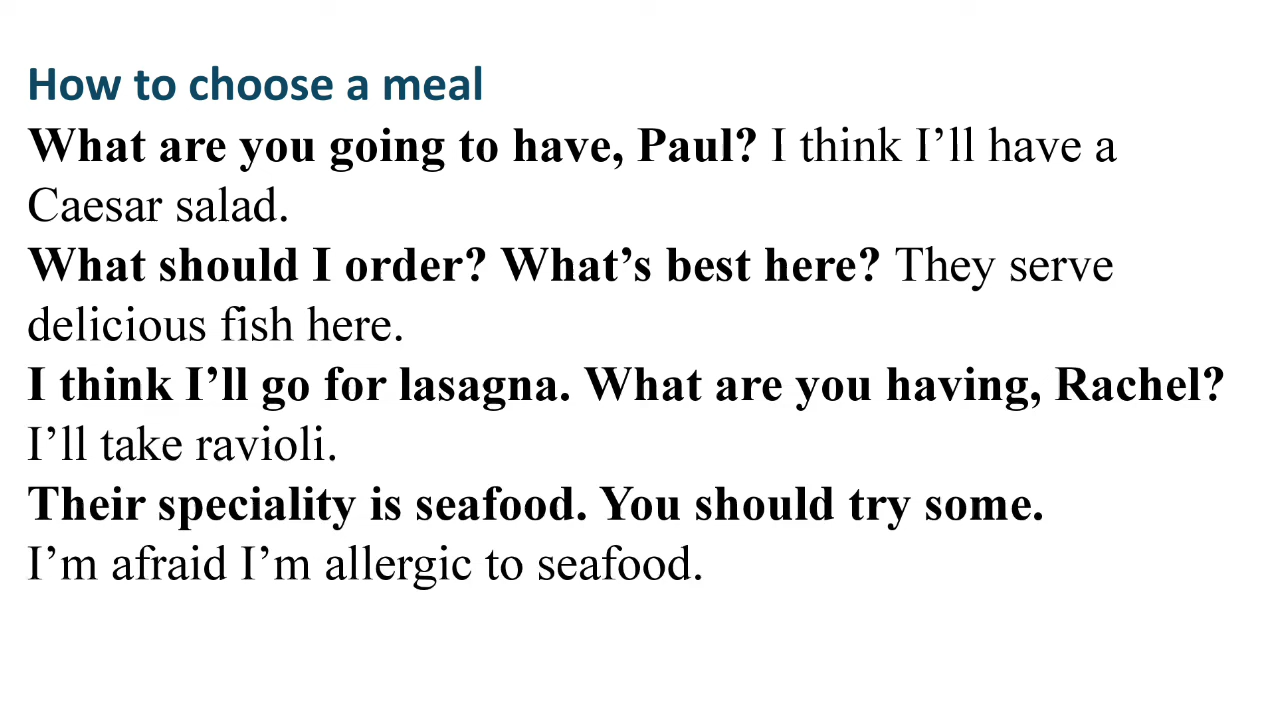 How to choose a meal
What are you going to have, Paul? I think I’ll have a
Caesar salad.
What should I order? What’s best here? They serve
delicious fish here.
I think I’ll go for lasagna. What are you having, Rachel?
I’ll take ravioli.
Their speciality is seafood. You should try some.
I’m afraid I’m allergic to seafood.